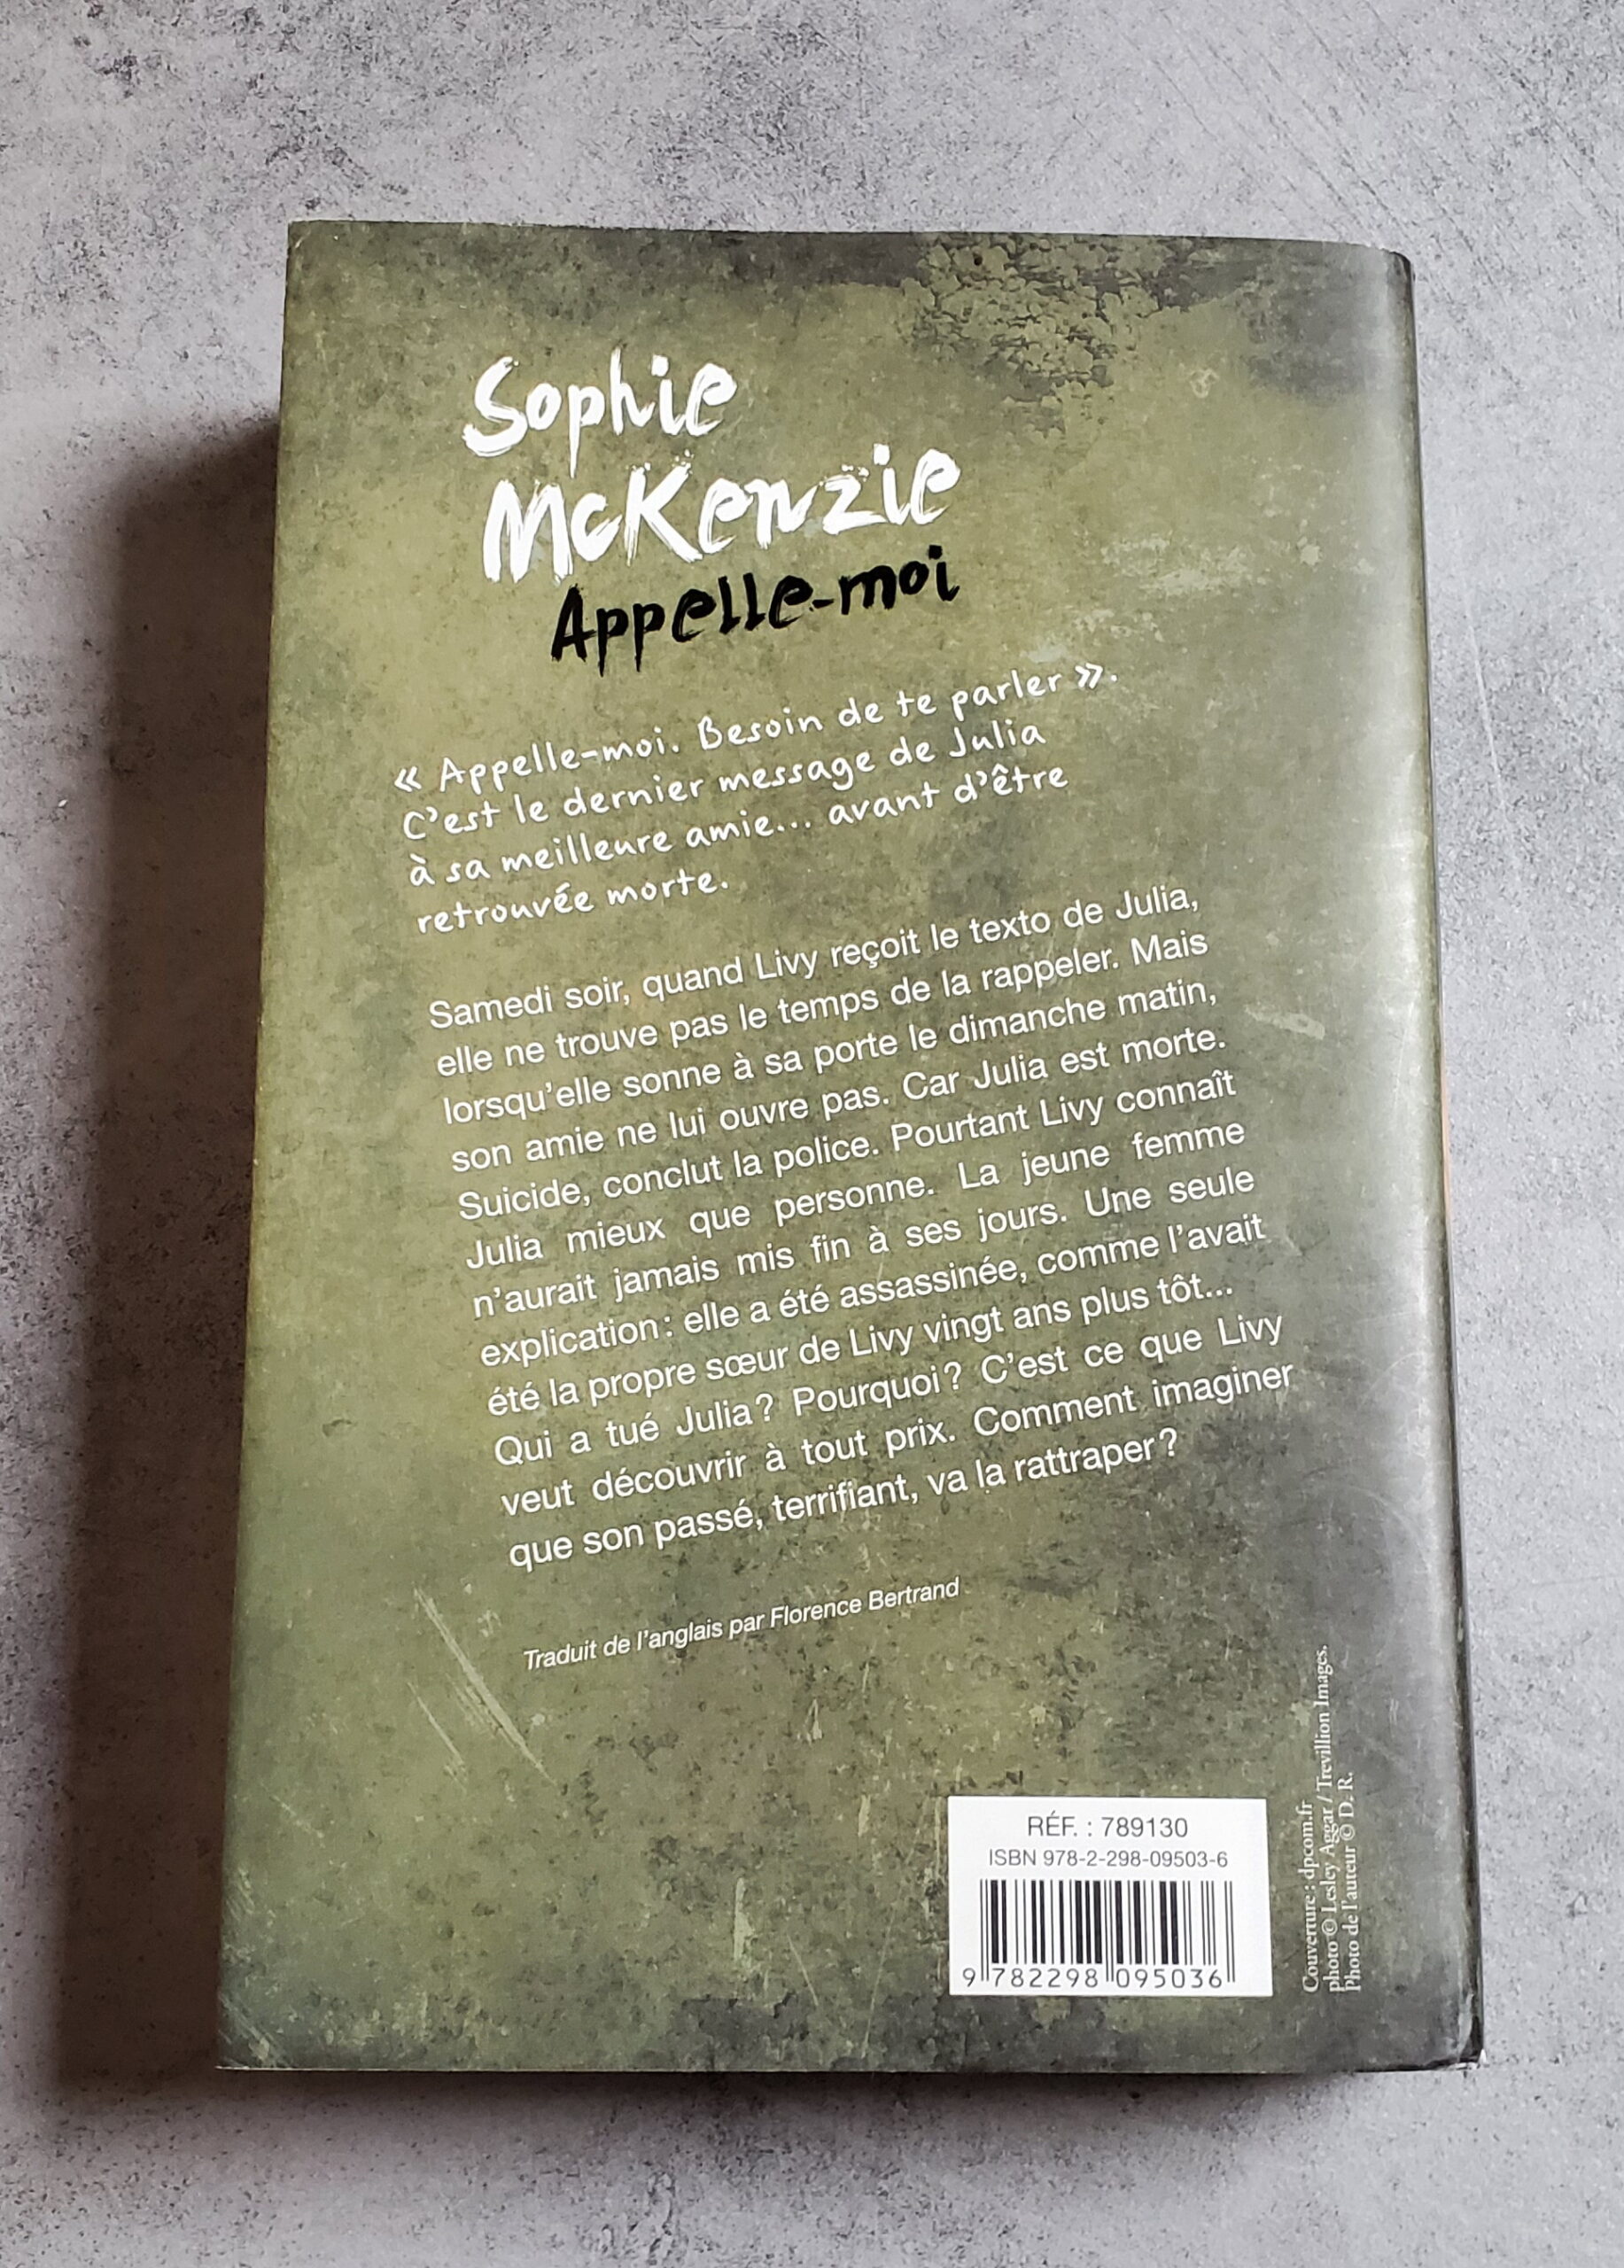 Sophie
McKenzie
Appelle-moi
« Appelle-moi. Besoin de te parler ».
C'est le dernier message de Julia
à sa meilleure amie... avant d'être
retrouvée morte.
Samedi soir, quand Livy reçoit le texto de Julia,
elle ne trouve pas le temps de la rappeler. Mais
lorsqu'elle sonne à sa porte le dimanche matin,
son amie ne lui ouvre pas. Car Julia est morte.
Suicide, conclut la police. Pourtant Livy connaît
Julia mieux que personne. La jeune femme
n'aurait jamais mis fin à ses jours. Une seule
explication : elle a été assassinée, comme l'avait
été la propre sœur de Livy vingt ans plus tôt...
Qui a tué Julia ? Pourquoi ? C'est ce que Livy
veut découvrir à tout prix. Comment imaginer
que son passé, terrifiant, va la rattraper ?
Traduit de l'anglais par Florence Bertrand
RÉF. : 789130
ISBN 978-2-298-09503-6
9 782298 095036
Couverture : dpcom.fr
photo © Lesley Aggar / Trevillion Images.
Photo de l'auteur © D. R.